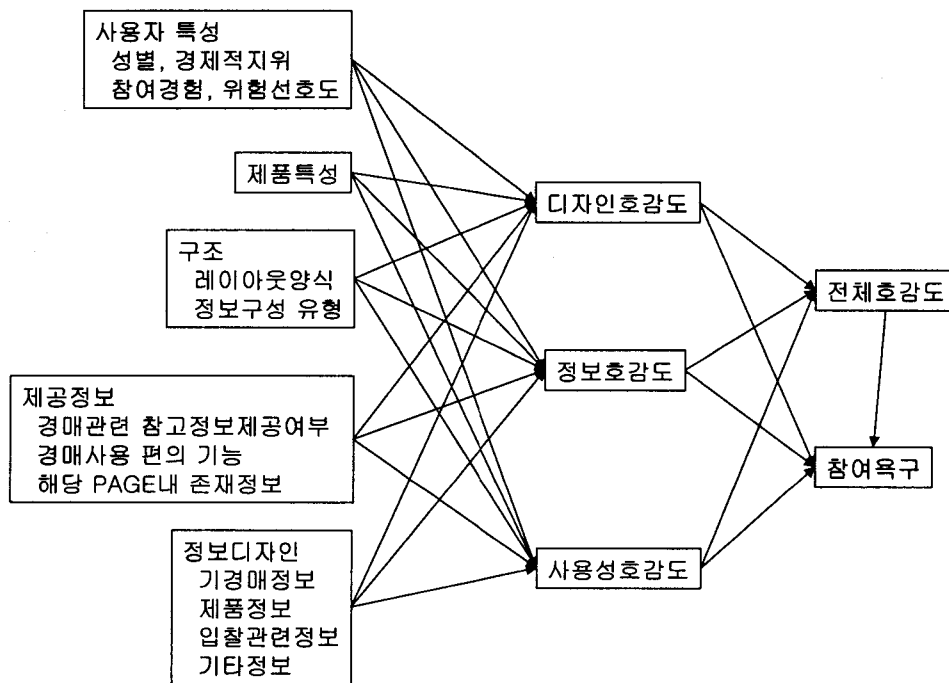 사용자 특성
성별, 경제적지위
참여경험, 위험선호도
제품특성
구조
레이아웃양식
정보구성 유형
제공정보
경매관련 참고정보제공여부
경매사용 편의 기능
해당 PAGE내 존재정보
정보디자인
기경매정보
제품정보
입찰관련정보
기타정보
디자인호감도
정보호감도
사용성호감도
전체호감도
참여욕구